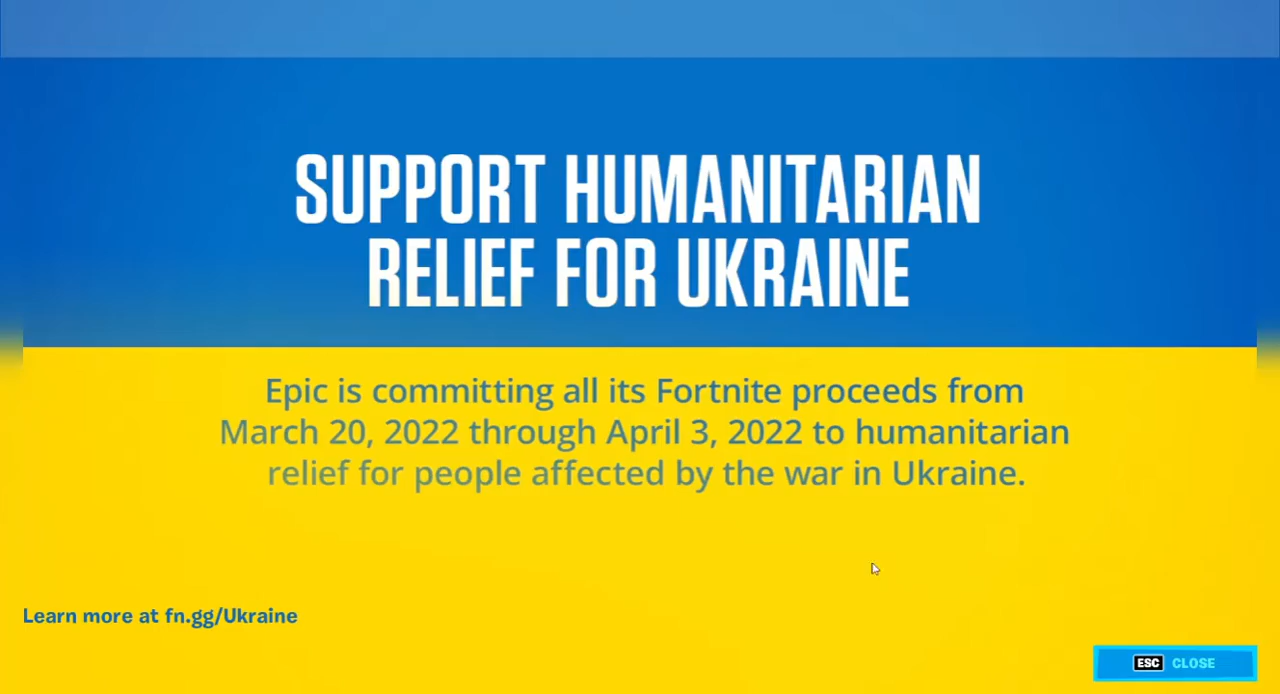 SUPPORT HUMANITARIAN
RELIEF FOR UKRAINE
Epic is committing all its Fortnite proceeds from
March 20, 2022 through April 3, 2022 to humanitarian
relief for people affected by the war in Ukraine.
Learn more at fn.gg/Ukraine
ESC CLOSE